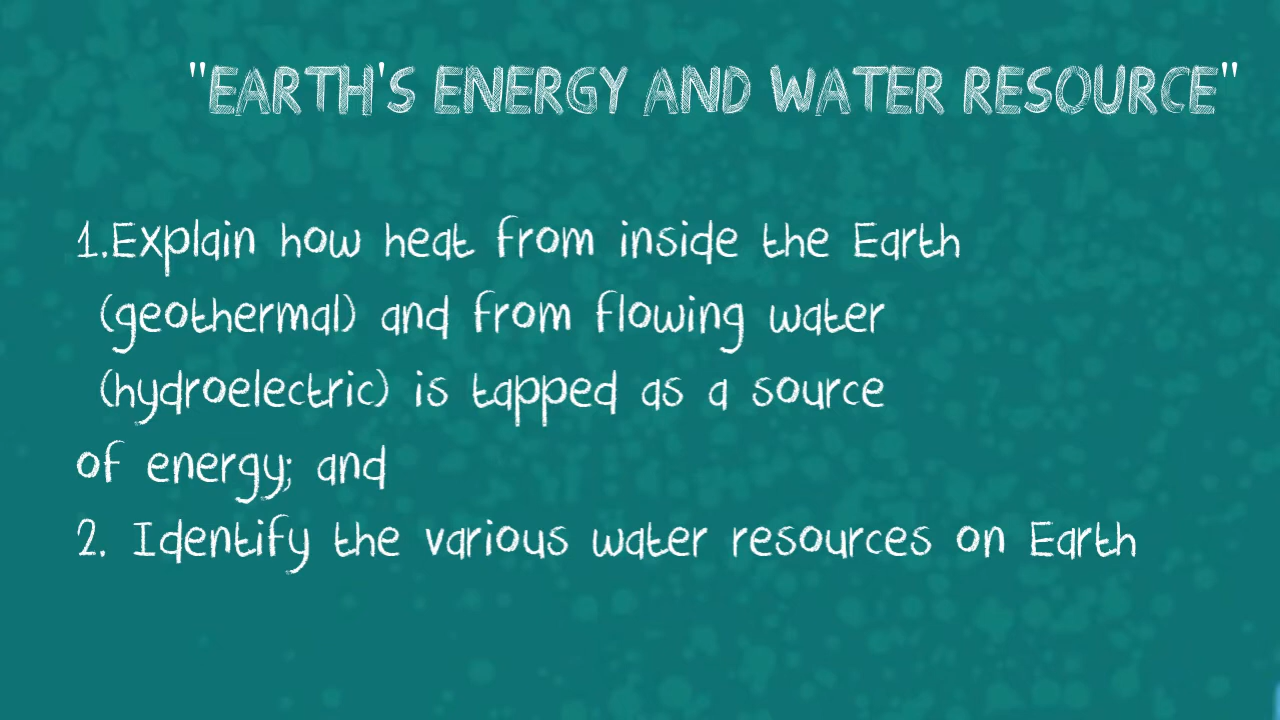 "EARTH'S ENERGY AND WATER RESOURCE"
1.Explain how heat from inside the Earth
(geothermal) and from flowing water
(hydroelectric) is tapped as a source
of energy; and
2. Identify the various water resources on Earth